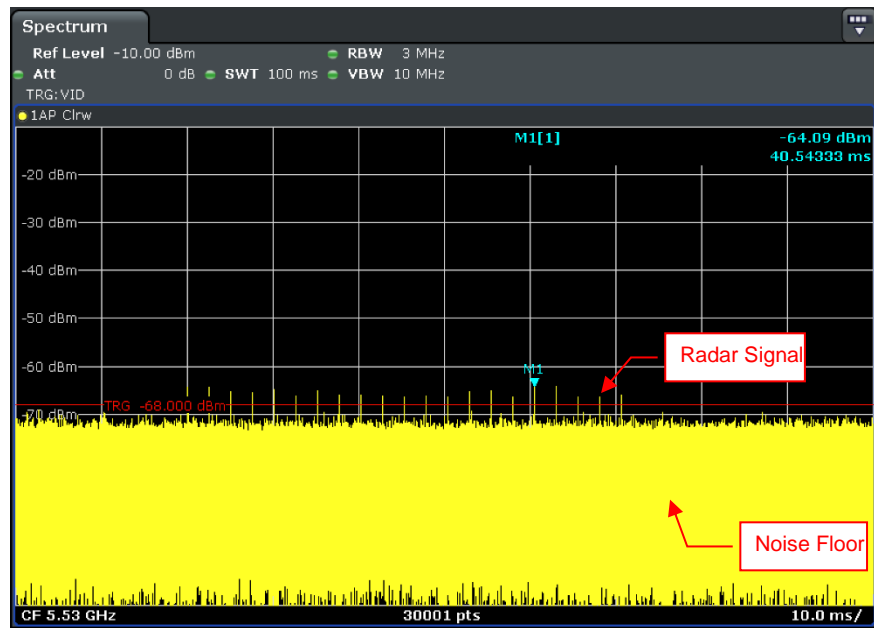 Spectrum
Ref Level -10.00 dBm RBW 3 MHz
Att 0 dB SWT 100 ms VBW 10 MHz
TRG:VID
1AP Clrw
M1[1] -64.09 dBm
40.54333 ms
-20 dBm
-30 dBm
-40 dBm
-50 dBm
Radar Signal
-60 dBm
M1
TRG -68.000 dBm
-70 dBm
Noise Floor
CF 5.53 GHz 30001 pts 10.0 ms/